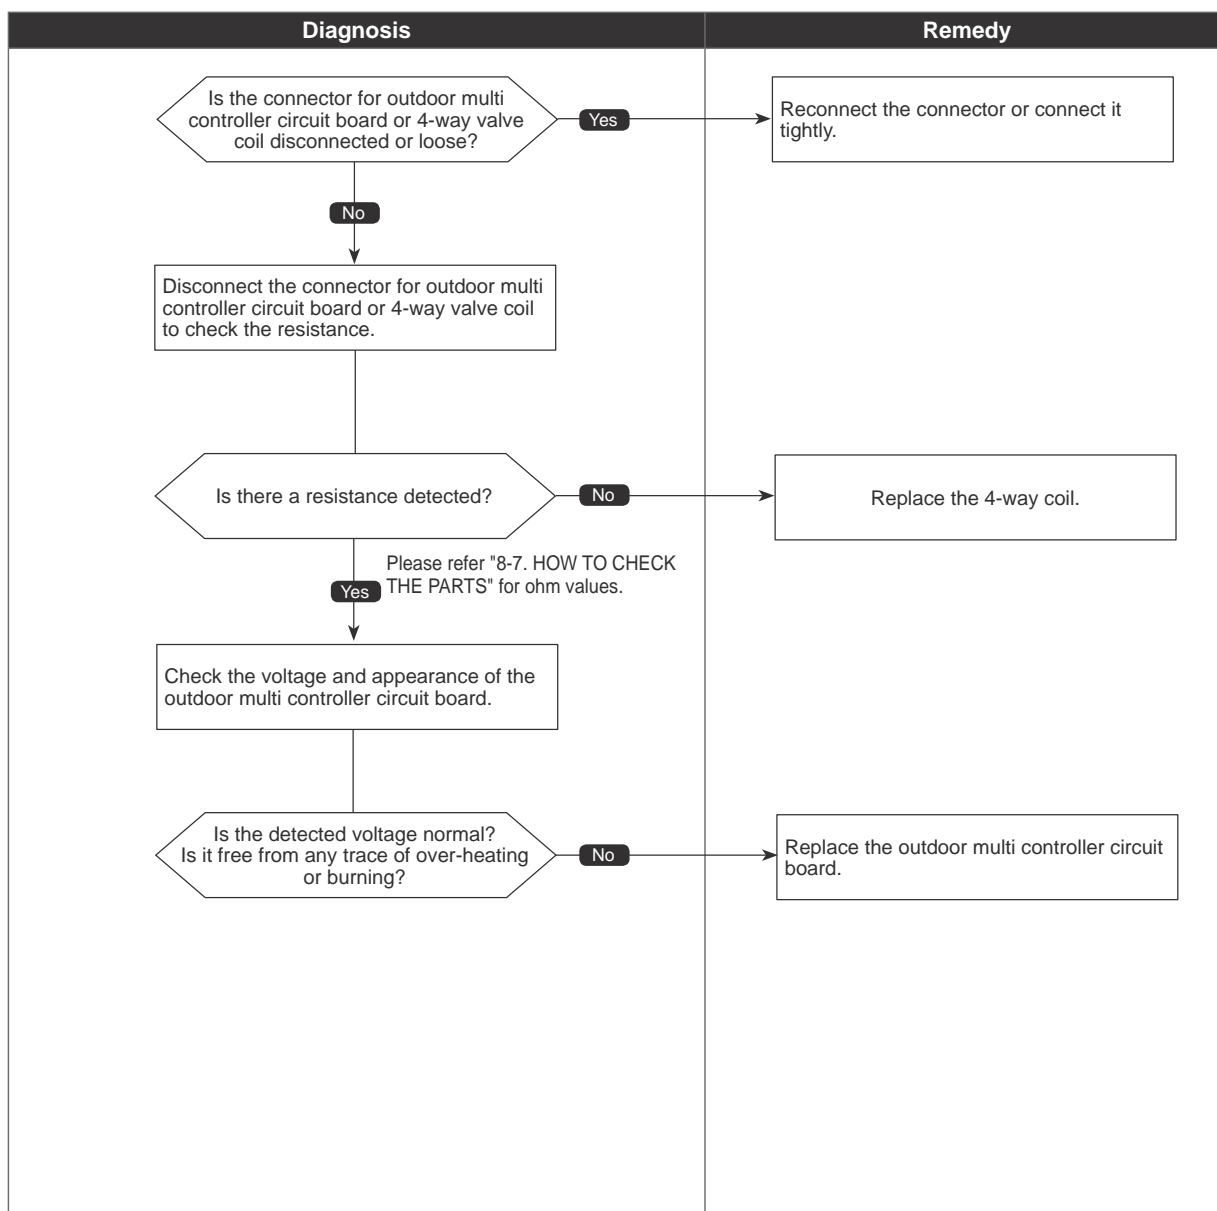 Diagnosis
Remedy
Is the connector for outdoor multi
controller circuit board or 4-way valve
coil disconnected or loose?
Yes
Reconnect the connector or connect it
tightly.
No
Disconnect the connector for outdoor multi
controller circuit board or 4-way valve coil
to check the resistance.
Is there a resistance detected?
No
Replace the 4-way coil.
Please refer "8-7. HOW TO CHECK
THE PARTS" for ohm values.
Yes
Check the voltage and appearance of the
outdoor multi controller circuit board.
Is the detected voltage normal?
Is it free from any trace of over-heating
or burning?
No
Replace the outdoor multi controller circuit
board.